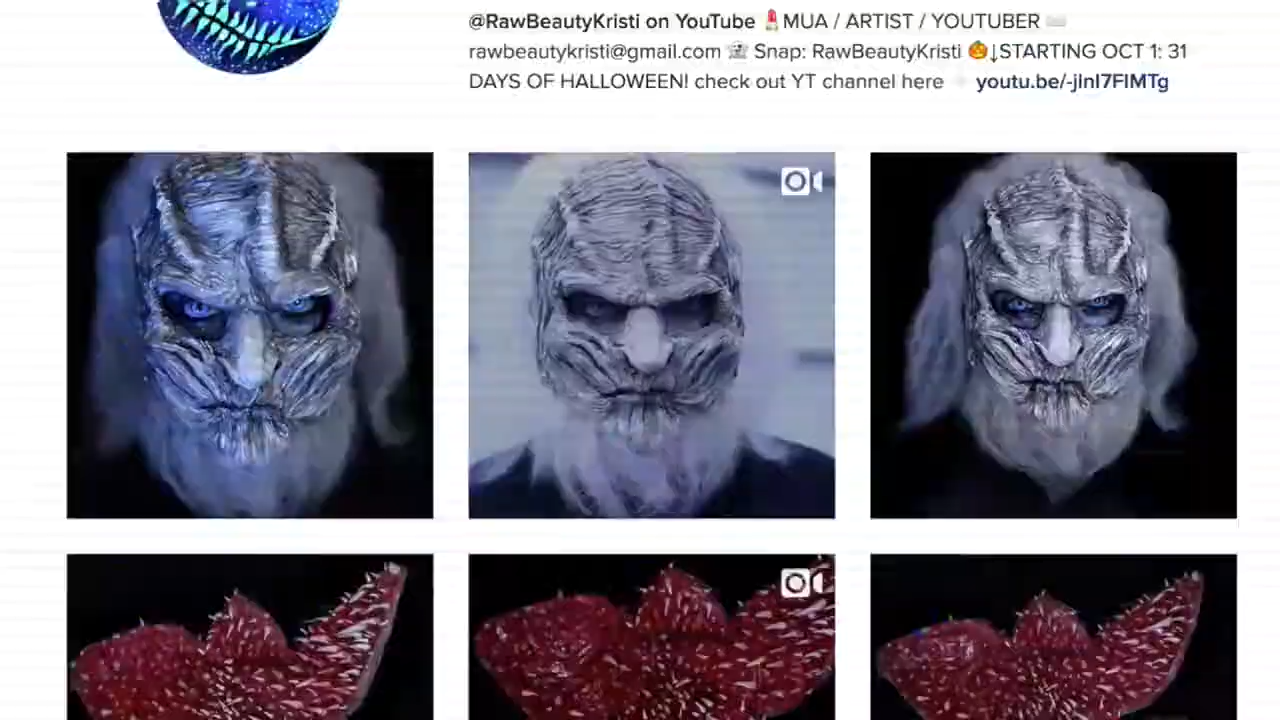 @RawBeautyKristi on YouTube 💄MUA / ARTIST / YOUTUBER
rawbeautykristi@gmail.com 👻 Snap: RawBeautyKristi 🎃↓STARTING OCT 1: 31
DAYS OF HALLOWEEN! check out YT channel here youtu.be/-jInI7FIMTg